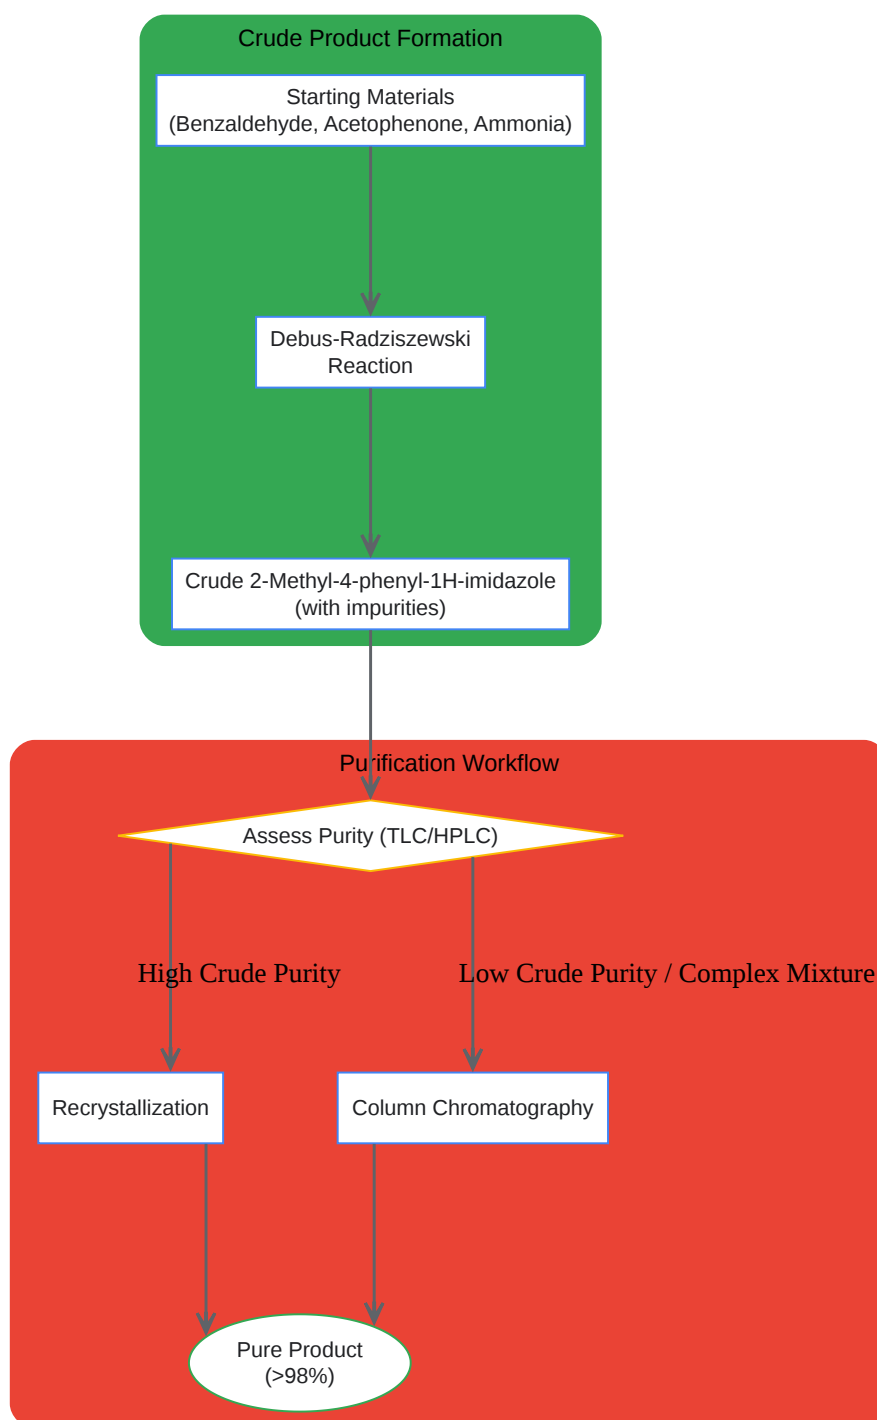 Crude Product Formation
Starting Materials
(Benzaldehyde, Acetophenone, Ammonia)
Debus-Radziszewski
Reaction
Crude 2-Methyl-4-phenyl-1H-imidazole
(with impurities)
Purification Workflow
Assess Purity (TLC/HPLC)
High Crude Purity
Low Crude Purity / Complex Mixture
Recrystallization
Column Chromatography
Pure Product
(>98%)